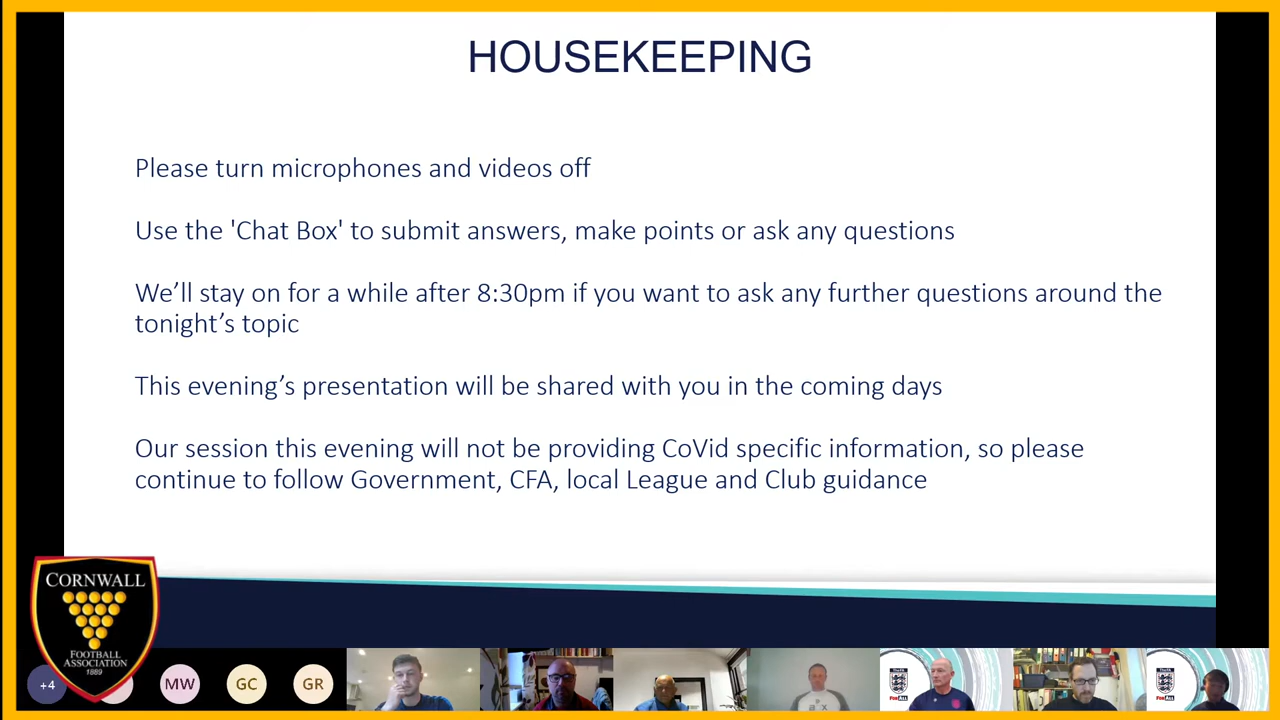 HOUSEKEEPING
Please turn microphones and videos off
Use the 'Chat Box' to submit answers, make points or ask any questions
We’ll stay on for a while after 8:30pm if you want to ask any further questions around the
tonight’s topic
This evening’s presentation will be shared with you in the coming days
Our session this evening will not be providing CoVid specific information, so please
continue to follow Government, CFA, local League and Club guidance
CORNWALL
FOOTBALL
ASSOCIATION
1889
+4
MW
GC
GR